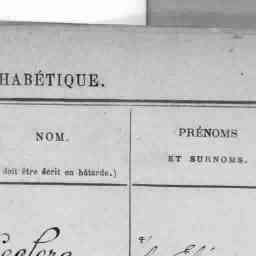 HABÉTIQUE.
NOM.
doit être écrit en bâtarde.)
PRÉNOMS
ET SURNOMS.